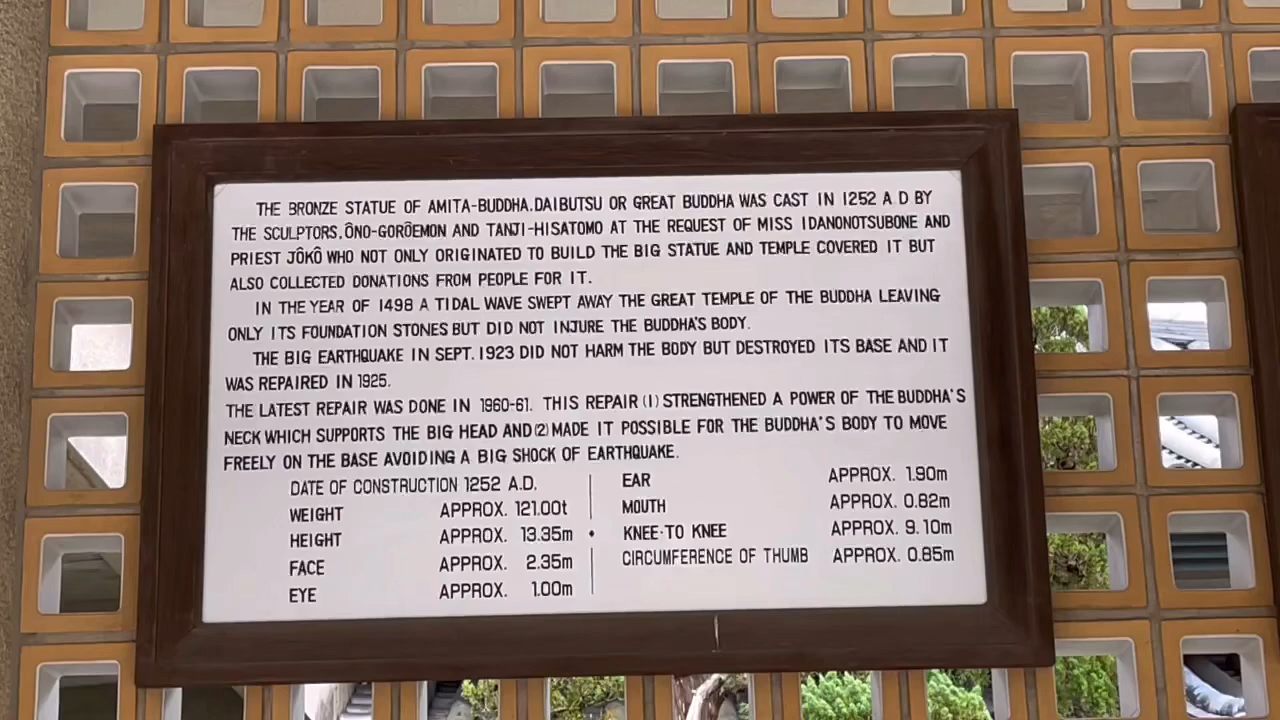 THE BRONZE STATUE OF AMITA-BUDDHA.DAIBUTSU OR GREAT BUDDHA WAS CAST IN 1252 A.D BY
THE SCULPTORS, ÔNO-GORÔEMON AND TANJI-HISATOMO AT THE REQUEST OF MISS IDANONOTSUBONE AND
PRIEST JÔKÔ WHO NOT ONLY ORIGINATED TO BUILD THE BIG STATUE AND TEMPLE COVERED IT BUT
ALSO COLLECTED DONATIONS FROM PEOPLE FOR IT.
IN THE YEAR OF 1498 A TIDAL WAVE SWEPT AWAY THE GREAT TEMPLE OF THE BUDDHA LEAVING
ONLY ITS FOUNDATION STONES BUT DID NOT INJURE THE BUDDHA'S BODY.
THE BIG EARTHQUAKE IN SEPT. 1923 DID NOT HARM THE BODY BUT DESTROYED ITS BASE AND IT
WAS REPAIRED IN 1925.
THE LATEST REPAIR WAS DONE IN 1960-61. THIS REPAIR (1) STRENGTHENED A POWER OF THE BUDDHA'S
NECK WHICH SUPPORTS THE BIG HEAD AND (2) MADE IT POSSIBLE FOR THE BUDDHA'S BODY TO MOVE
FREELY ON THE BASE AVOIDING A BIG SHOCK OF EARTHQUAKE.
DATE OF CONSTRUCTION 1252 A.D.
WEIGHT APPROX. 121.00t
HEIGHT APPROX. 13.35m
FACE APPROX. 2.35m
EYE APPROX. 1.00m
EAR APPROX. 1.90m
MOUTH APPROX. 0.82m
KNEE·TO KNEE APPROX. 9.10m
CIRCUMFERENCE OF THUMB APPROX. 0.85m